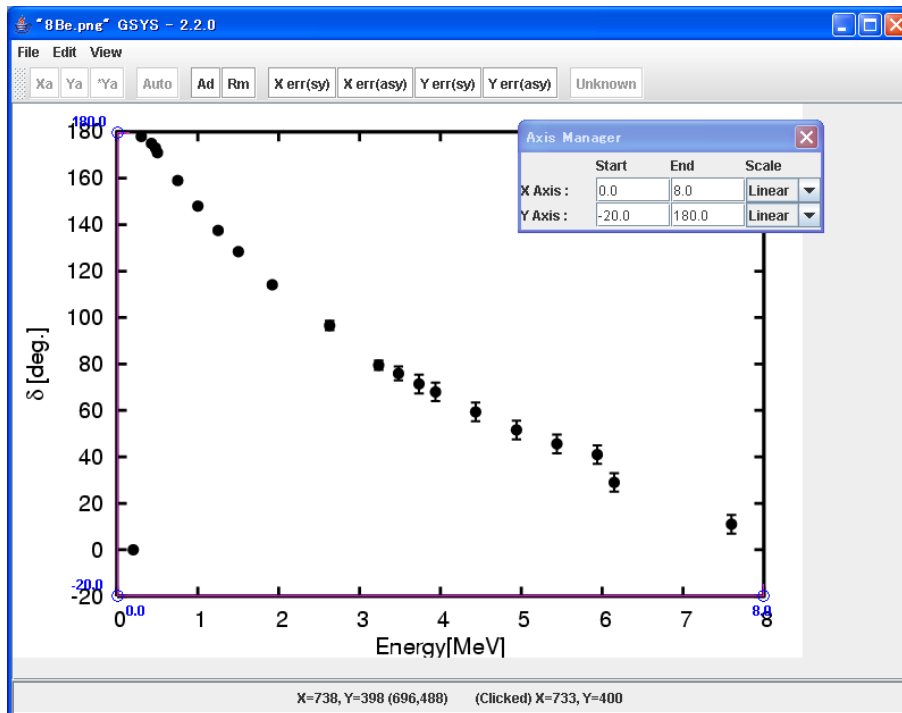 "8Be.png" GSYS - 2.2.0
File Edit View
Xa Ya *Ya Auto Ad Rm X err(sy) X err(asy) Y err(sy) Y err(asy) Unknown
180.0
180
160
140
120
100
80
60
40
20
0
-20.0
-20
δ [deg.]
0 1 2 3 4 5 6 7 8
0.0 8.0
Energy[MeV]
Axis Manager
Start End Scale
X Axis : 0.0 8.0 Linear
Y Axis : -20.0 180.0 Linear
X=738, Y=398 (696,488) (Clicked) X=733, Y=400